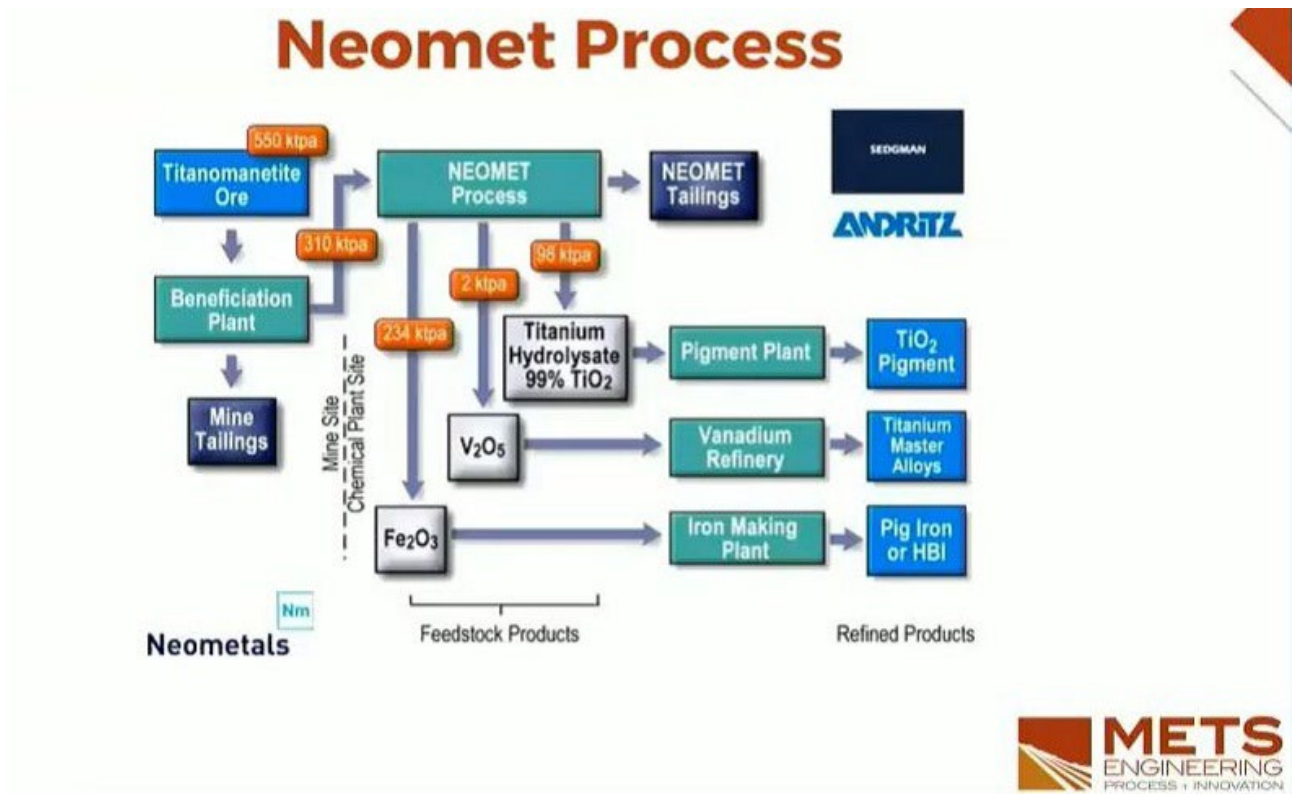 Neomet Process
550 ktpa
Titanomanetite
Ore
NEOMET
Process
NEOMET
Tailings
SEDGMAN
ANDRITZ
310 ktpa
98 ktpa
2 ktpa
234 ktpa
Beneficiation
Plant
Mine
Tailings
Mine Site
Chemical Plant Site
Titanium
Hydrolysate
99% TiO₂
Pigment Plant
TiO₂
Pigment
V₂O₅
Vanadium
Refinery
Titanium
Master
Alloys
Fe₂O₃
Iron Making
Plant
Pig Iron
or HBI
Feedstock Products
Refined Products
Nm
Neometals
METS
ENGINEERING
PROCESS + INNOVATION